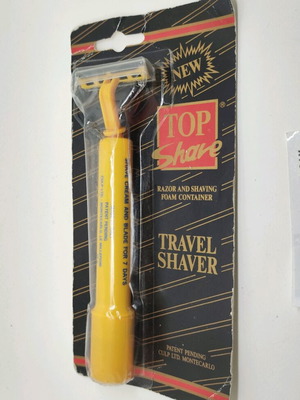 NEW
TOP
Shave
®
RAZOR AND SHAVING
FOAM CONTAINER
TRAVEL
SHAVER
PATENT PENDING
CULF LTD. MONTECARLO
SHAVE CREAM AND BLADE FOR 7 DAYS
PATENT PENDING